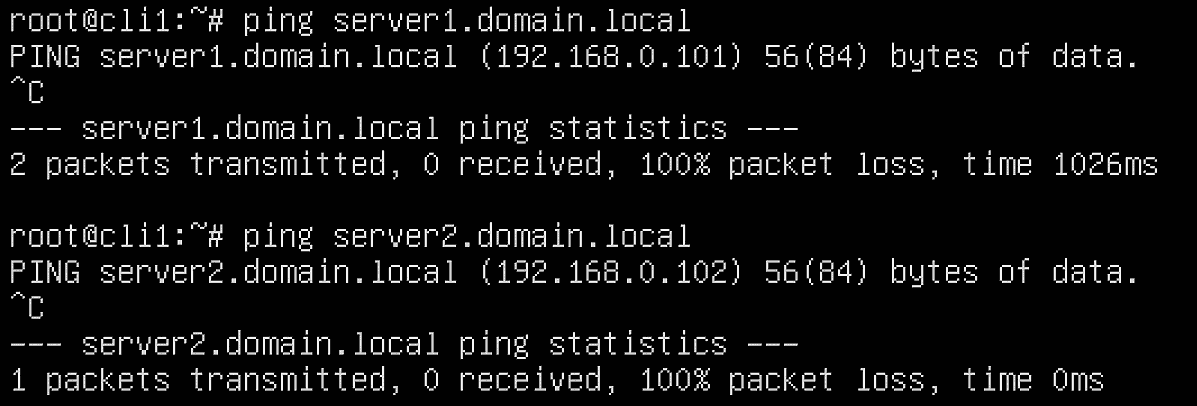 root@cli1:~# ping server1.domain.local
PING server1.domain.local (192.168.0.101) 56(84) bytes of data.
^C
--- server1.domain.local ping statistics ---
2 packets transmitted, 0 received, 100% packet loss, time 1026ms

root@cli1:~# ping server2.domain.local
PING server2.domain.local (192.168.0.102) 56(84) bytes of data.
^C
--- server2.domain.local ping statistics ---
1 packets transmitted, 0 received, 100% packet loss, time 0ms